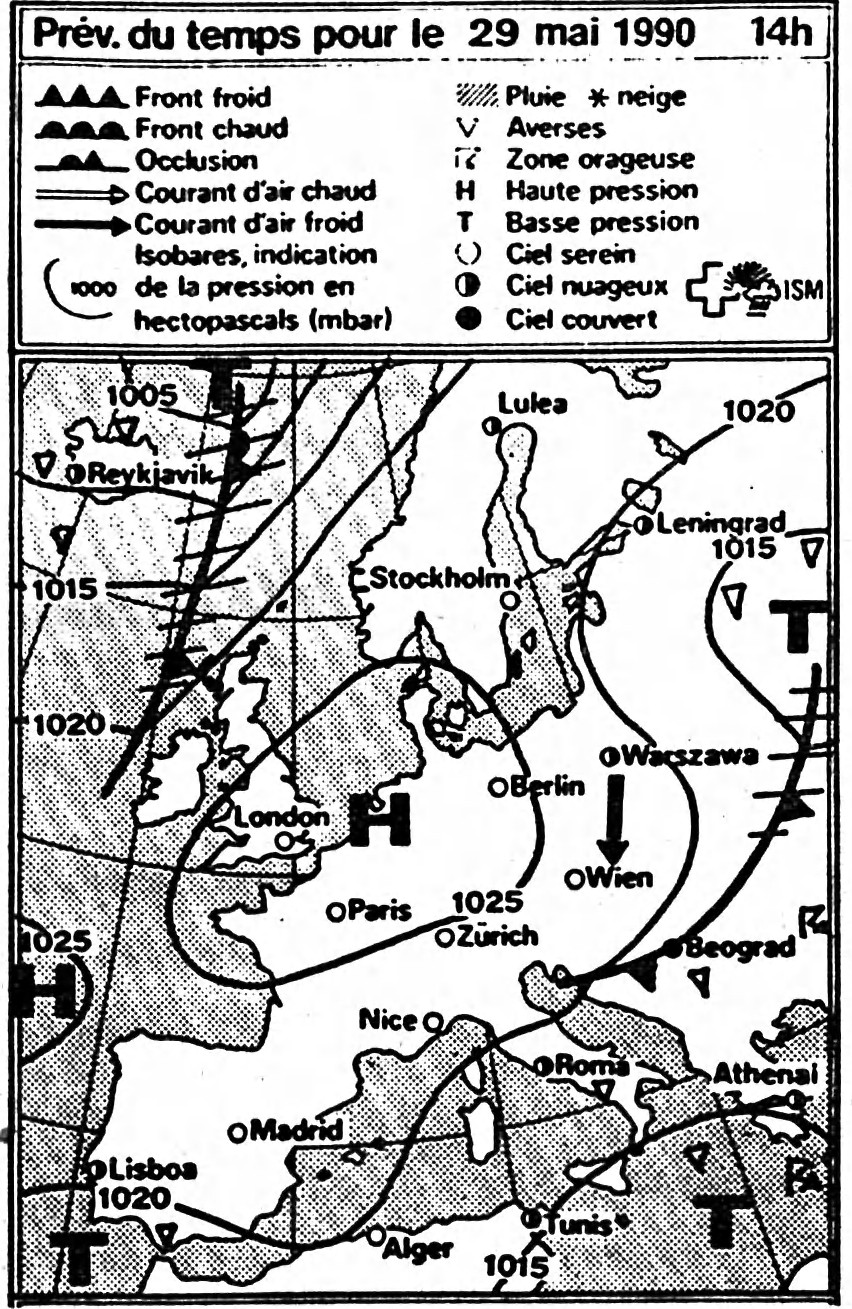 Prév. du temps pour le 29 mai 1990 14h
Front froid
Front chaud
Occlusion
Courant d'air chaud
Courant d'air froid
Isobares, indication
1000 de la pression en
hectopascals (mbar)
Pluie * neige
V Averses
Zone orageuse
H Haute pression
T Basse pression
Ciel serein
Ciel nuageux
Ciel couvert
ISM
T
1005
Lulea
1020
Reykjavik
Leningrad
1015
1015
Stockholm
T
1020
Warszawa
Berlin
London
H
Wien
Paris
1025
Zürich
1025
Beograd
H
Nice
Roma
Athenai
Madrid
Lisboa
1020
T
Tunis
T
Alger
1015